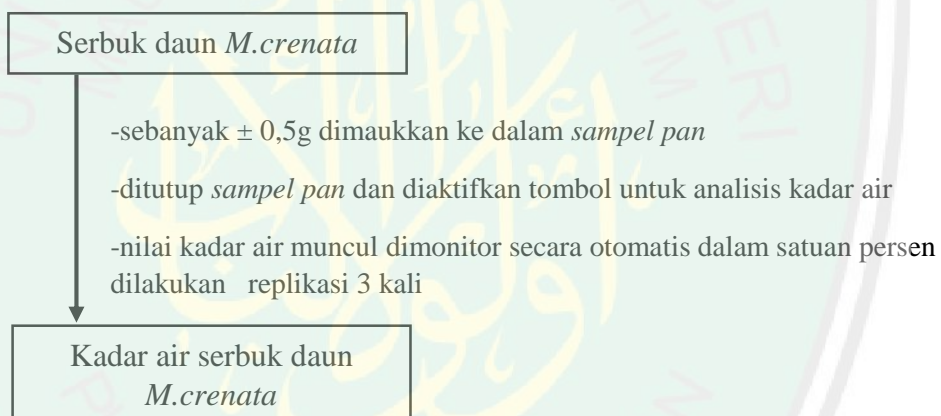 Serbuk daun M.crenata
-sebanyak ± 0,5g dimaukkan ke dalam sampel pan
-ditutup sampel pan dan diaktifkan tombol untuk analisis kadar air
-nilai kadar air muncul dimonitor secara otomatis dalam satuan persen
dilakukan replikasi 3 kali
Kadar air serbuk daun
M.crenata